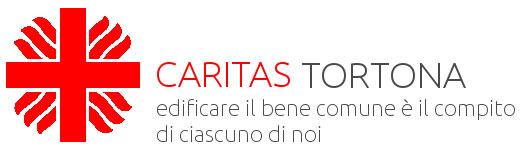 CARITAS TORTONA
edificare il bene comune è il compito
di ciascuno di noi